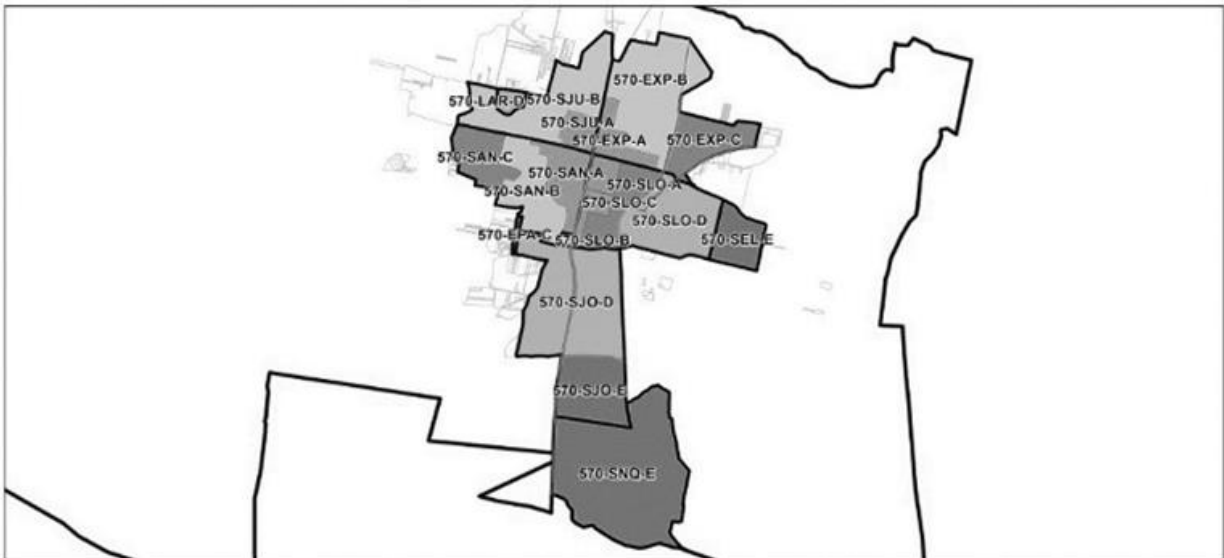 570-EXP-B
570-LAR-D
570-SJU-B
570-SJU-A
570-EXP-A
570-EXP-C
570-SAN-C
570-SAN-A
570-SLO-A
570-SAN-B
570-SLO-C
570-SLO-D
570-EPA-C
570-SLO-B
570-SEL-E
570-SJO-D
570-SJO-E
570-SNQ-E